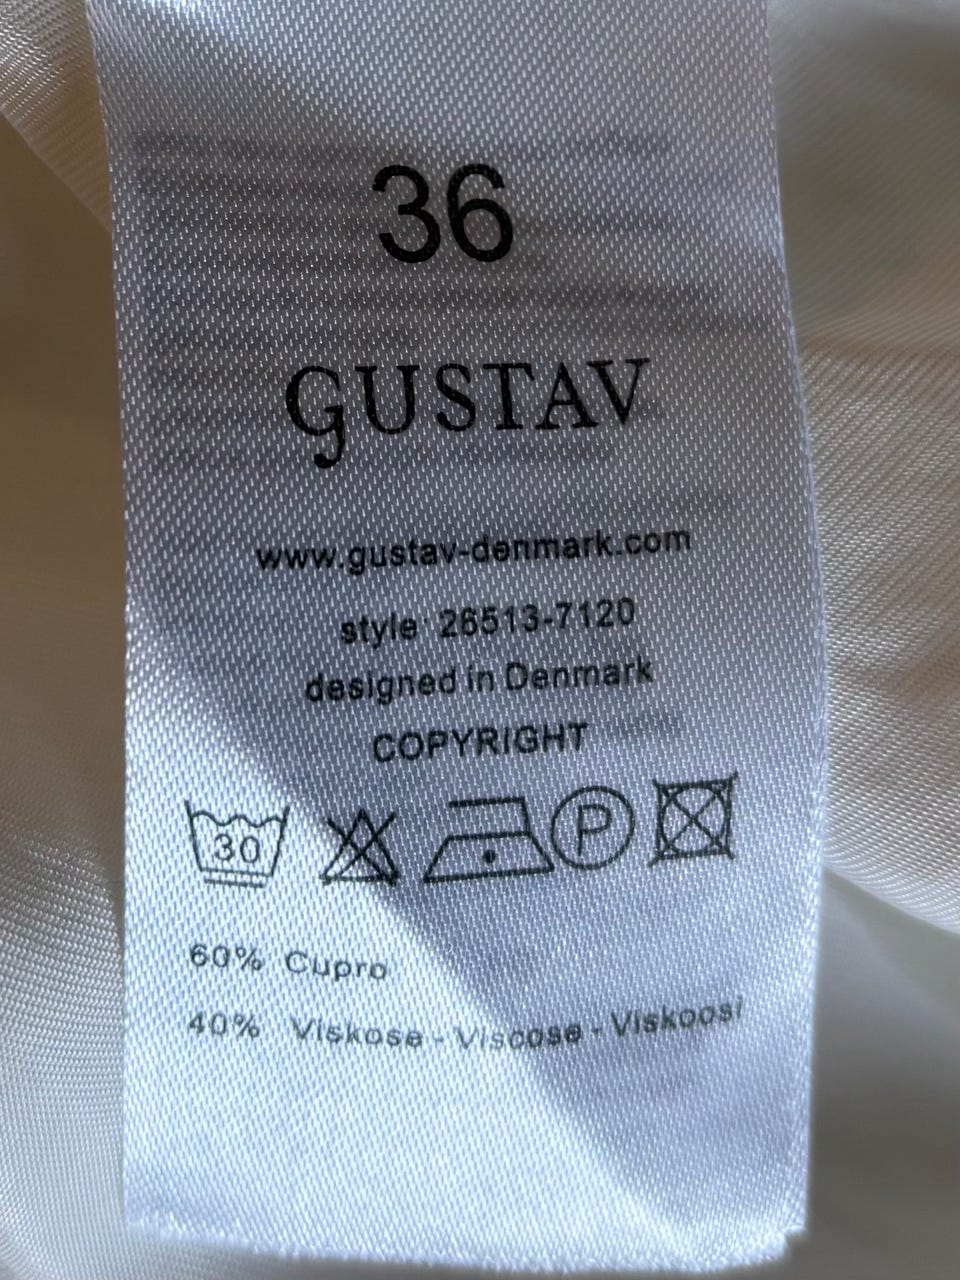 36
GUSTAV
www.gustav-denmark.com
style: 26513-7120
designed in Denmark
COPYRIGHT
30 P
60% Cupro
40% Viskose - Viscose - Viskoosi